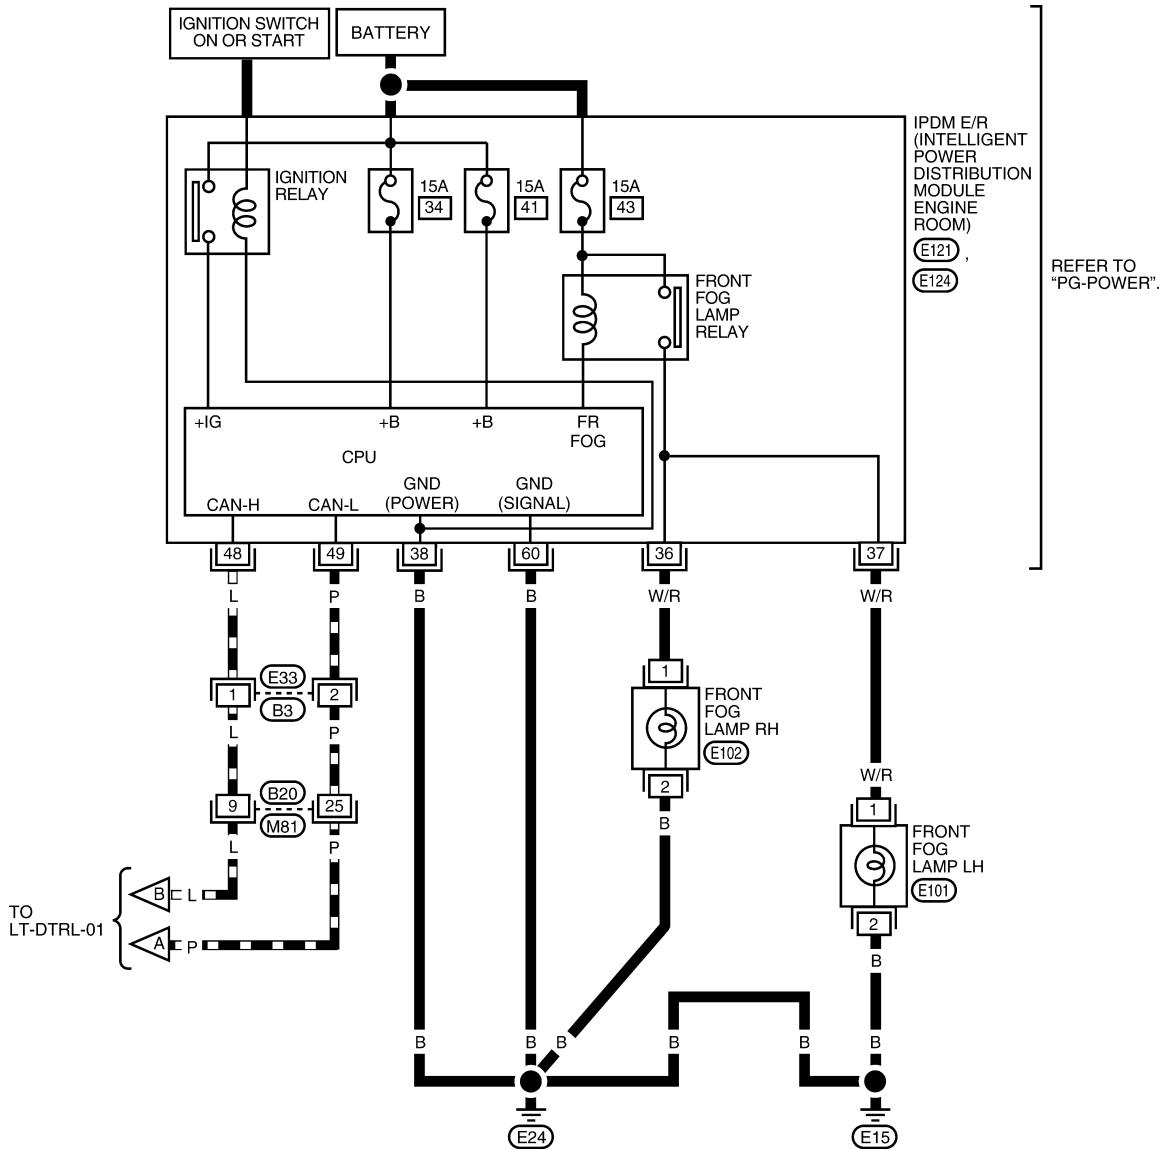 IGNITION SWITCH
ON OR START
BATTERY
IPDM E/R
(INTELLIGENT
POWER
DISTRIBUTION
MODULE
ENGINE
ROOM)
E121 ,
E124
REFER TO
“PG-POWER”.
IGNITION
RELAY
15A
34
15A
41
15A
43
FRONT
FOG
LAMP
RELAY
+IG
+B
+B
FR
FOG
CPU
CAN-H
CAN-L
GND
(POWER)
GND
(SIGNAL)
48
49
38
60
36
37
L
P
B
B
W/R
W/R
1
E33
B3
2
L
P
9
B20
M81
25
L
P
1
FRONT
FOG
LAMP RH
E102
2
B
W/R
1
FRONT
FOG
LAMP LH
E101
2
B
TO
LT-DTRL-01
B
L
A
P
B
B
B
B
B
B
E24
E15